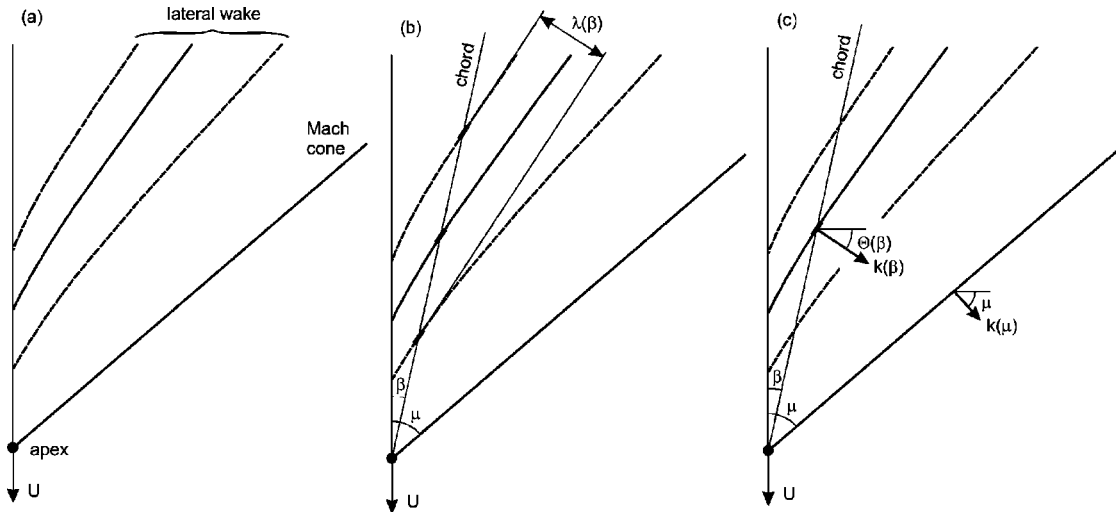 (a)
lateral wake
Mach
cone
apex
U
(b)
λ(β)
chord
β
μ
U
(c)
chord
Θ(β)
k(β)
μ
k(μ)
β
μ
U